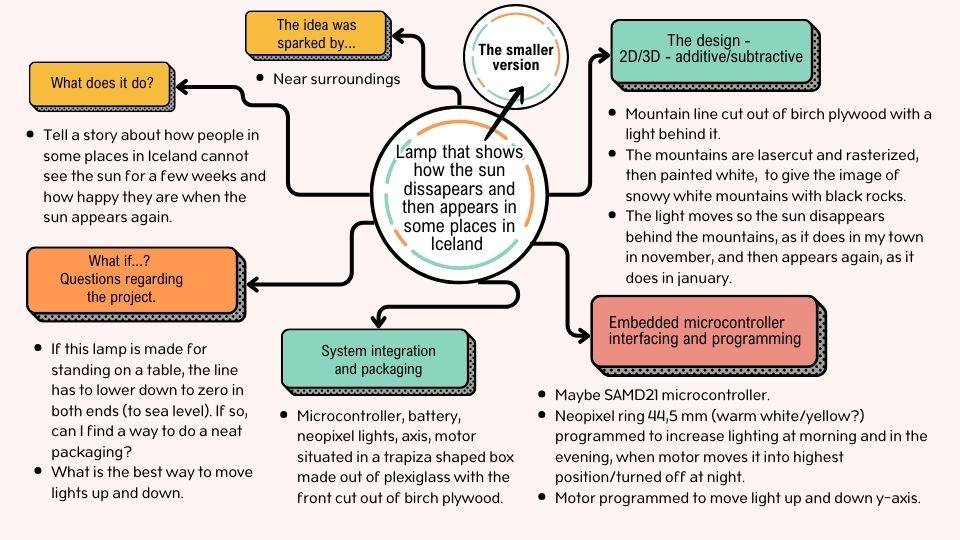 The idea was
sparked by...
Near surroundings
The smaller
version
The design -
2D/3D - additive/subtractive
Mountain line cut out of birch plywood with a
light behind it.
The mountains are lasercut and rasterized,
then painted white, to give the image of
snowy white mountains with black rocks.
The light moves so the sun disappears
behind the mountains, as it does in my town
in november, and then appears again, as it
does in january.
What does it do?
Tell a story about how people in
some places in Iceland cannot
see the sun for a few weeks and
how happy they are when the
sun appears again.
Lamp that shows
how the sun
dissapears and
then appears in
some places in
Iceland
What if...?
Questions regarding
the project.
If this lamp is made for
standing on a table, the line
has to lower down to zero in
both ends (to sea level). If so,
can I find a way to do a neat
packaging?
What is the best way to move
lights up and down.
System integration
and packaging
Microcontroller, battery,
neopixel lights, axis, motor
situated in a trapiza shaped box
made out of plexiglass with the
front cut out of birch plywood.
Embedded microcontroller
interfacing and programming
Maybe SAMD21 microcontroller.
Neopixel ring 44,5 mm (warm white/yellow?)
programmed to increase lighting at morning and in the
evening, when motor moves it into highest
position/turned off at night.
Motor programmed to move light up and down y-axis.